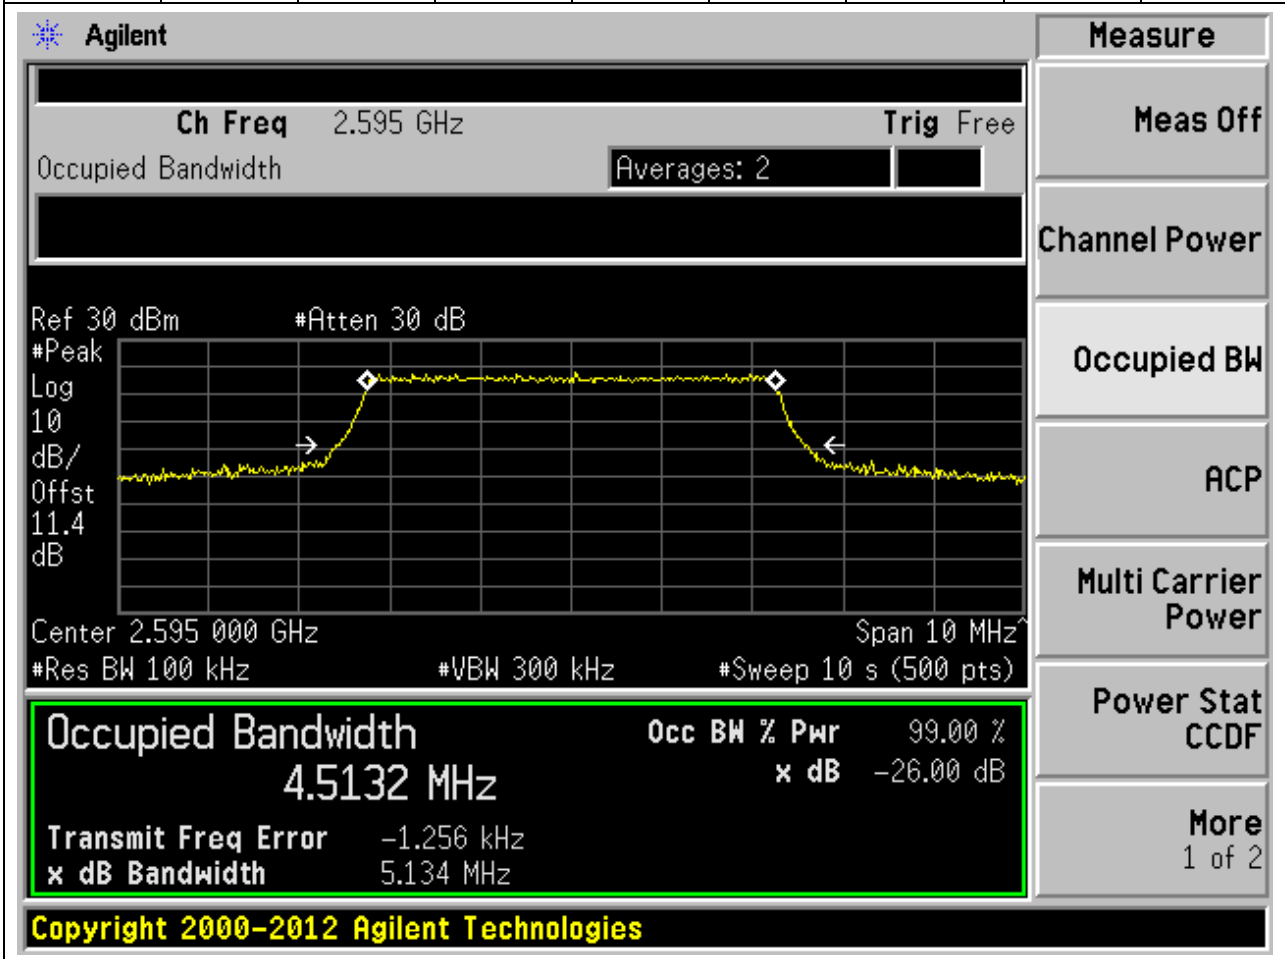 Agilent
Measure
Ch Freq 2.595 GHz Trig Free
Meas Off
Occupied Bandwidth Averages: 2
Channel Power
Ref 30 dBm #Atten 30 dB
#Peak
Log
10
dB/
Offst
11.4
dB
Occupied BW
ACP
Center 2.595 000 GHz Span 10 MHz^
#Res BW 100 kHz #VBW 300 kHz #Sweep 10 s (500 pts)
Multi Carrier
Power
Occupied Bandwidth Occ BW % Pwr 99.00 %
4.5132 MHz x dB -26.00 dB
Transmit Freq Error -1.256 kHz
x dB Bandwidth 5.134 MHz
Power Stat
CCDF
More
1 of 2
Copyright 2000-2012 Agilent Technologies